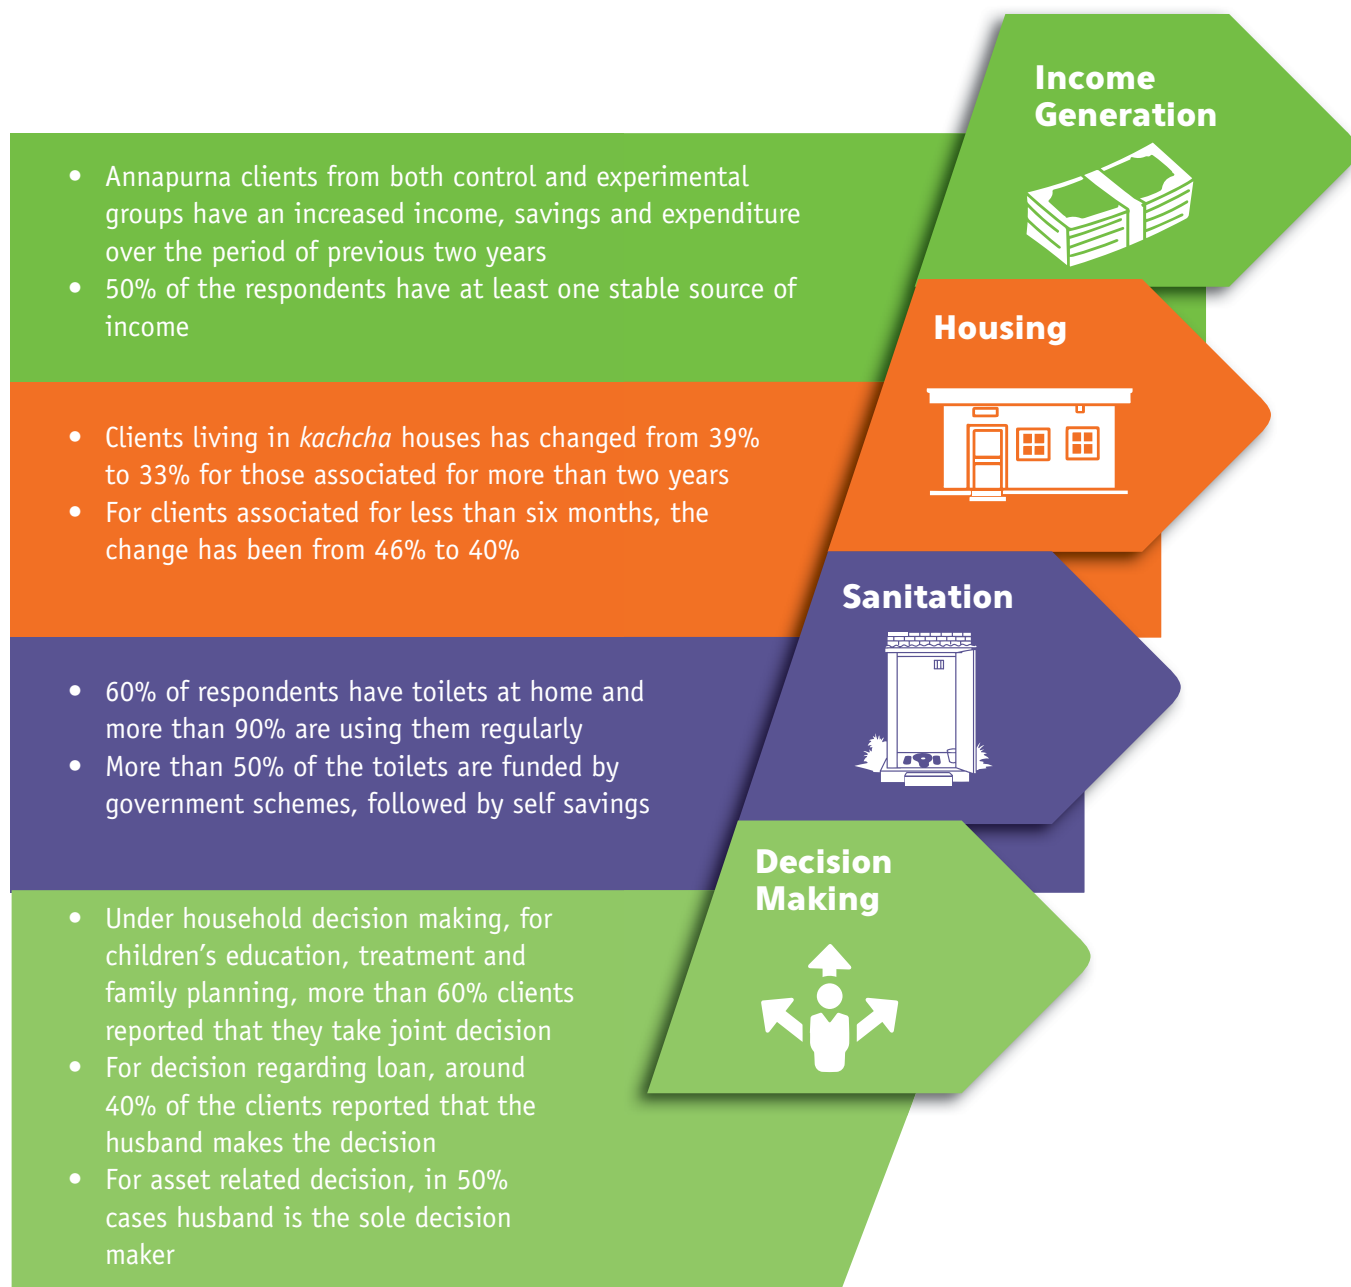 Income
Generation
• Annapurna clients from both control and experimental
groups have an increased income, savings and expenditure
over the period of previous two years
• 50% of the respondents have at least one stable source of
income
Housing
• Clients living in kachcha houses has changed from 39%
to 33% for those associated for more than two years
• For clients associated for less than six months, the
change has been from 46% to 40%
Sanitation
• 60% of respondents have toilets at home and
more than 90% are using them regularly
• More than 50% of the toilets are funded by
government schemes, followed by self savings
Decision
Making
• Under household decision making, for
children’s education, treatment and
family planning, more than 60% clients
reported that they take joint decision
• For decision regarding loan, around
40% of the clients reported that the
husband makes the decision
• For asset related decision, in 50%
cases husband is the sole decision
maker